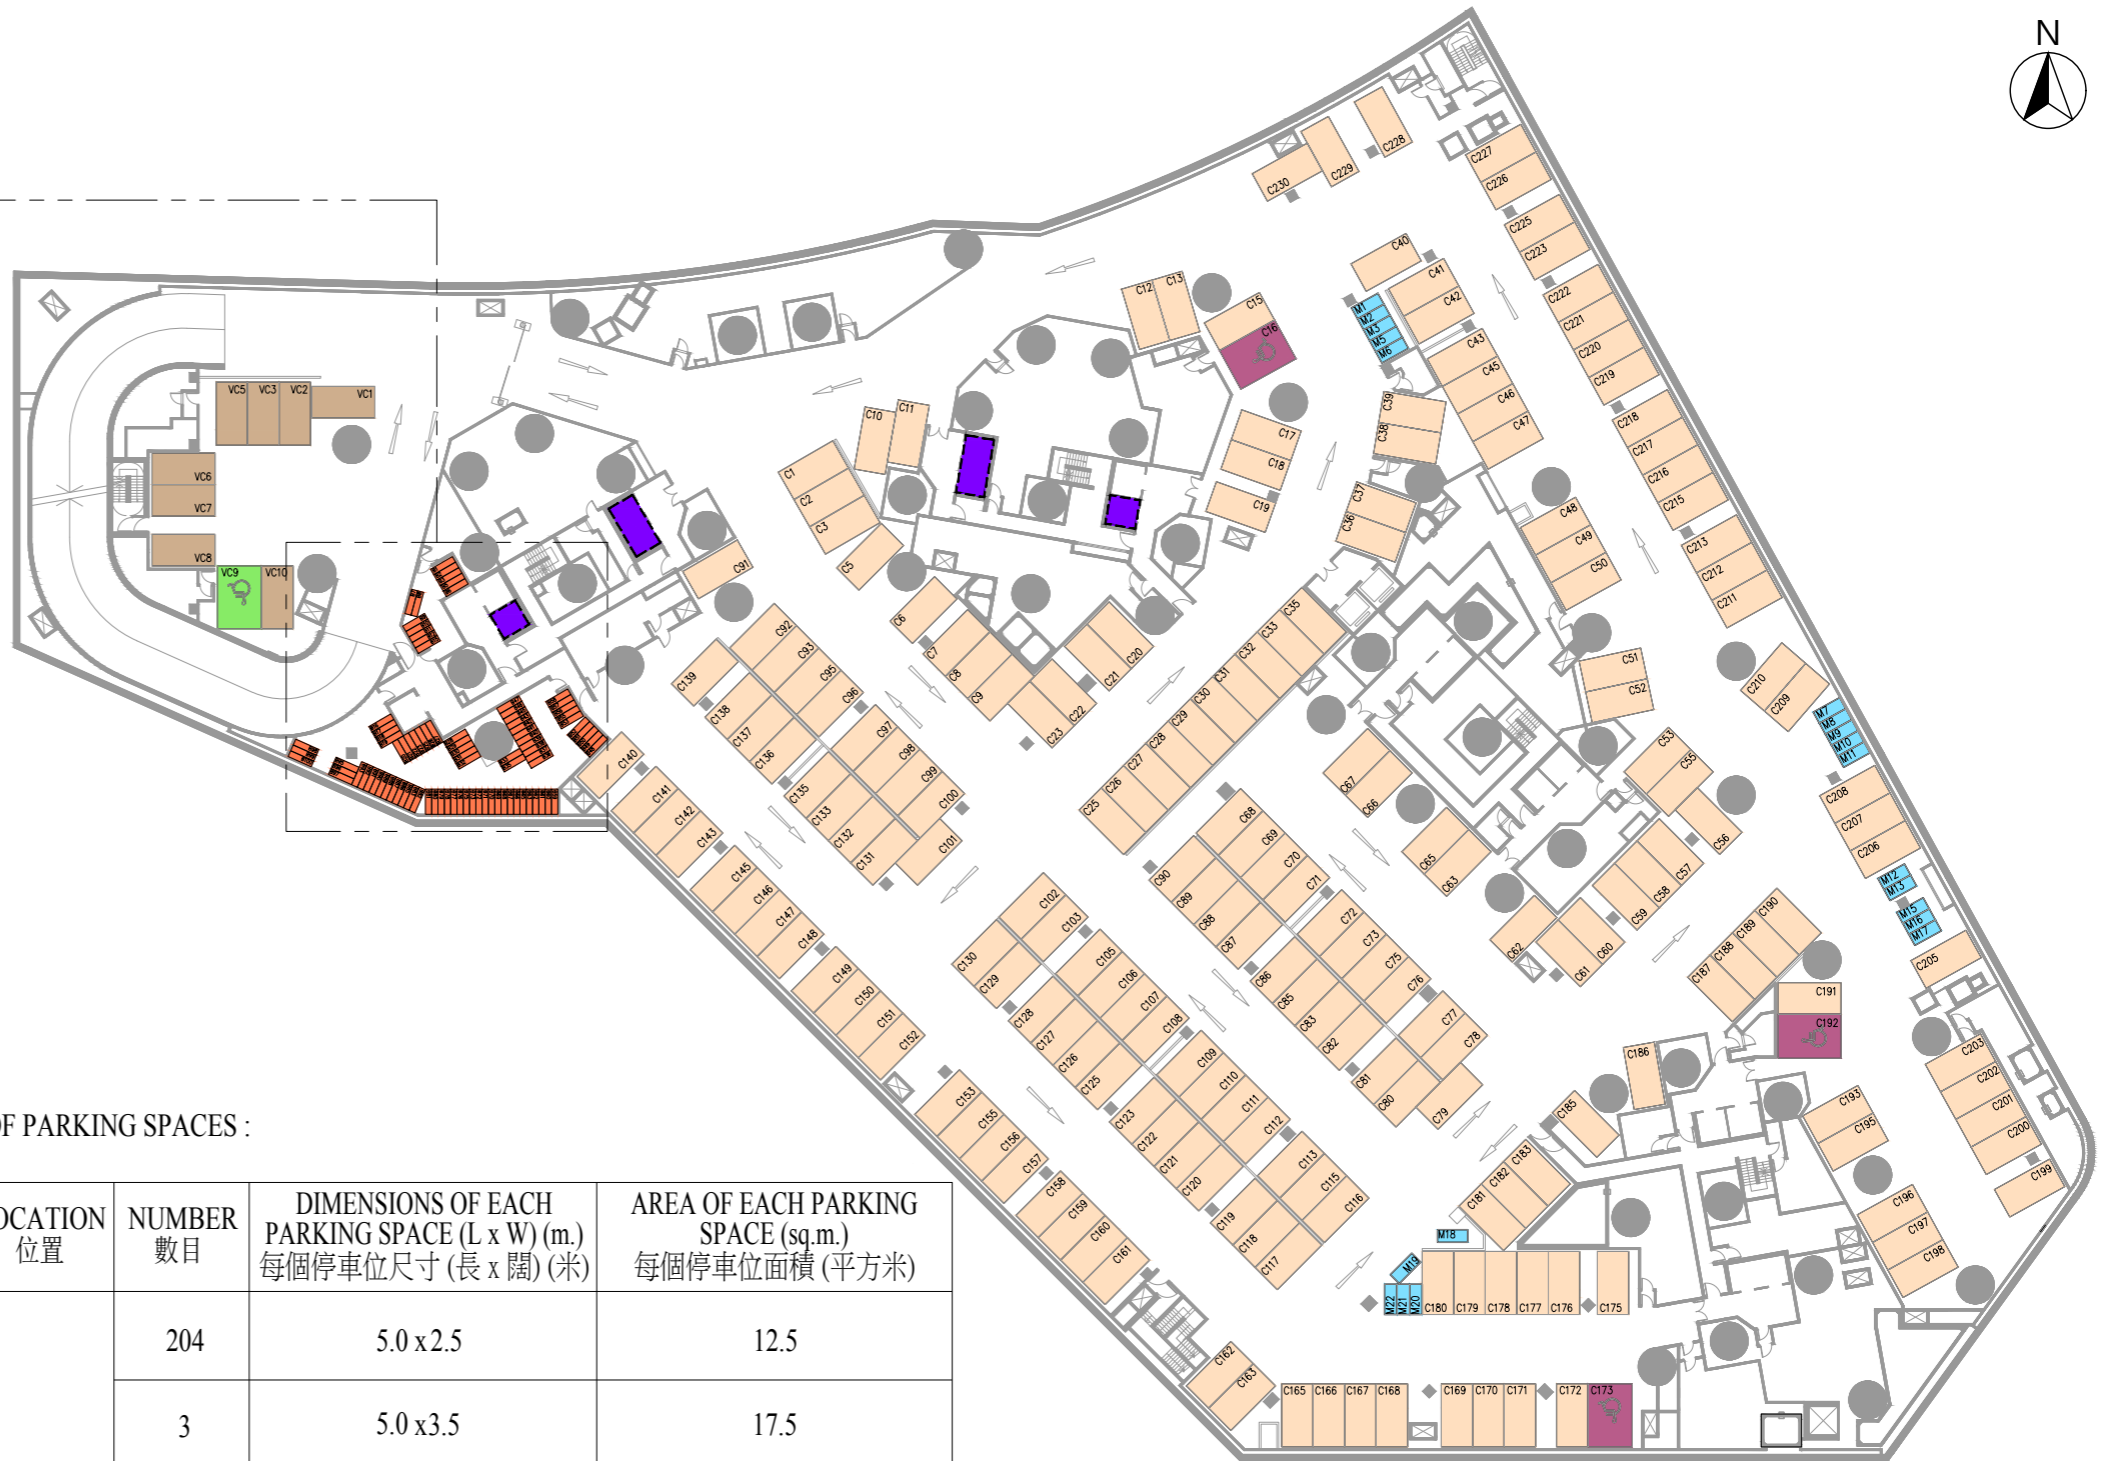 N
C228
C229
C230
C227
C226
C225
C223
C222
C221
C220
C219
C218
C217
C216
C215
C213
C212
C211
C210
C209
C40
C41
C42
C43
C45
C46
C47
M1
M2
M3
M5
M6
C12
C13
C15
C16
C39
C38
C37
C36
C17
C18
C19
C10
C11
C1
C2
C3
C5
C6
C7
C8
C9
C20
C21
C22
C23
VC5
VC3
VC2
VC1
VC6
VC7
VC8
VC9
VC10
C91
C92
C93
C95
C96
C97
C98
C99
C100
C101
C139
C138
C137
C136
C135
C133
C132
C131
C140
C141
C142
C143
C145
C146
C147
C148
C149
C150
C151
C152
C153
C155
C156
C157
C158
C159
C160
C161
C162
C163
C35
C33
C32
C31
C30
C29
C28
C27
C26
C25
C48
C49
C50
C51
C52
C53
C55
C56
C57
C58
C59
C60
C61
C62
C63
C65
C66
C67
C68
C69
C70
C71
C72
C73
C75
C76
C77
C78
C79
C80
C81
C82
C83
C85
C86
C87
C88
C89
C90
C102
C103
C105
C106
C107
C108
C109
C110
C111
C112
C113
C115
C116
C117
C118
C119
C120
C121
C122
C123
C125
C126
C127
C128
C129
C130
M7
M8
M9
M10
M11
C208
C207
C206
M12
M13
M15
M16
M17
C205
C190
C189
C188
C187
C191
C192
C186
C185
C183
C182
C181
C193
C195
C196
C197
C198
C203
C202
C201
C200
C199
M18
M19
M22
M21
M20
C180
C179
C178
C177
C176
C175
C165
C166
C167
C168
C169
C170
C171
C172
C173
OF PARKING SPACES :
LOCATION
位置
NUMBER
數目
DIMENSIONS OF EACH
PARKING SPACE (L x W) (m.)
每個停車位尺寸 (長 x 闊) (米)
AREA OF EACH PARKING
SPACE (sq.m.)
每個停車位面積 (平方米)
204
5.0 x 2.5
12.5
3
5.0 x3.5
17.5